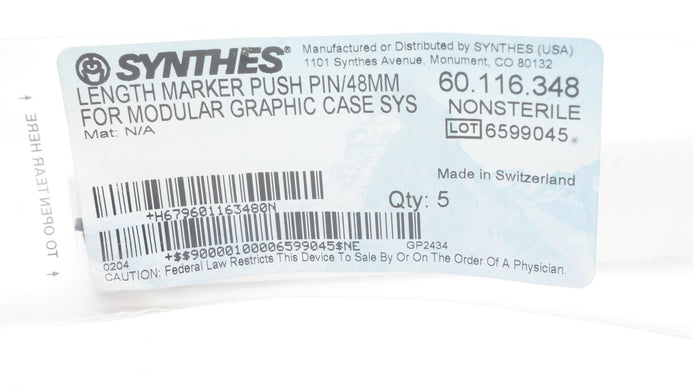 SYNTHES®
Manufactured or Distributed by SYNTHES (USA)
1101 Synthes Avenue, Monument, CO 80132
LENGTH MARKER PUSH PIN/48MM
FOR MODULAR GRAPHIC CASE SYS
Mat: N/A
60.116.348
NONSTERILE
LOT 6599045.
Made in Switzerland
Qty: 5
+H679601163480N
+$$90000100006599045$NE
GP2434
0204
CAUTION: Federal Law Restricts This Device To Sale By Or On The Order Of A Physician.
TO OPEN TEAR HERE